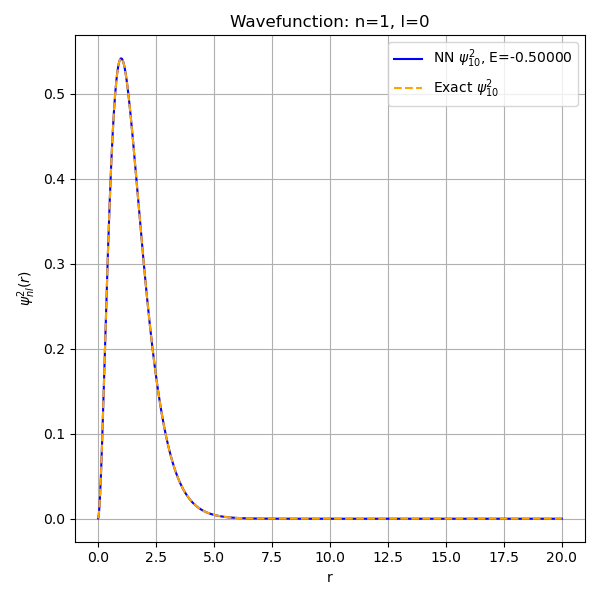 Wavefunction: n=1, l=0
NN ψ²₁₀, E=-0.50000
Exact ψ²₁₀
ψ²ₙₗ(r)
0.5
0.4
0.3
0.2
0.1
0.0
0.0 2.5 5.0 7.5 10.0 12.5 15.0 17.5 20.0
r